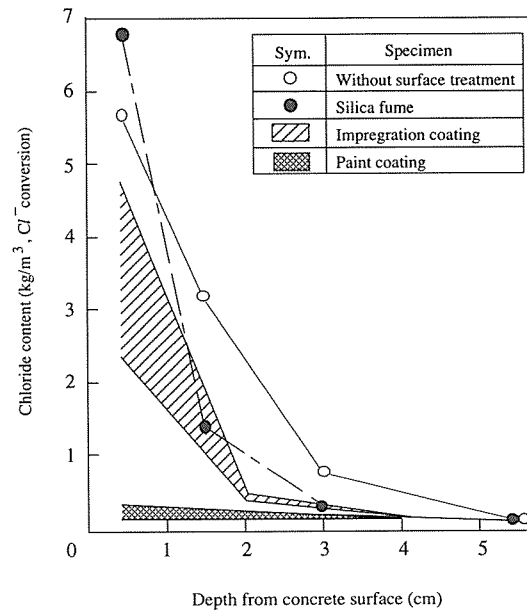 7
6
5
4
3
2
1
0
1
2
3
4
5
Chloride content (kg/m³, Cl⁻ conversion)
Depth from concrete surface (cm)
Sym. Specimen
Without surface treatment
Silica fume
Impregration coating
Paint coating